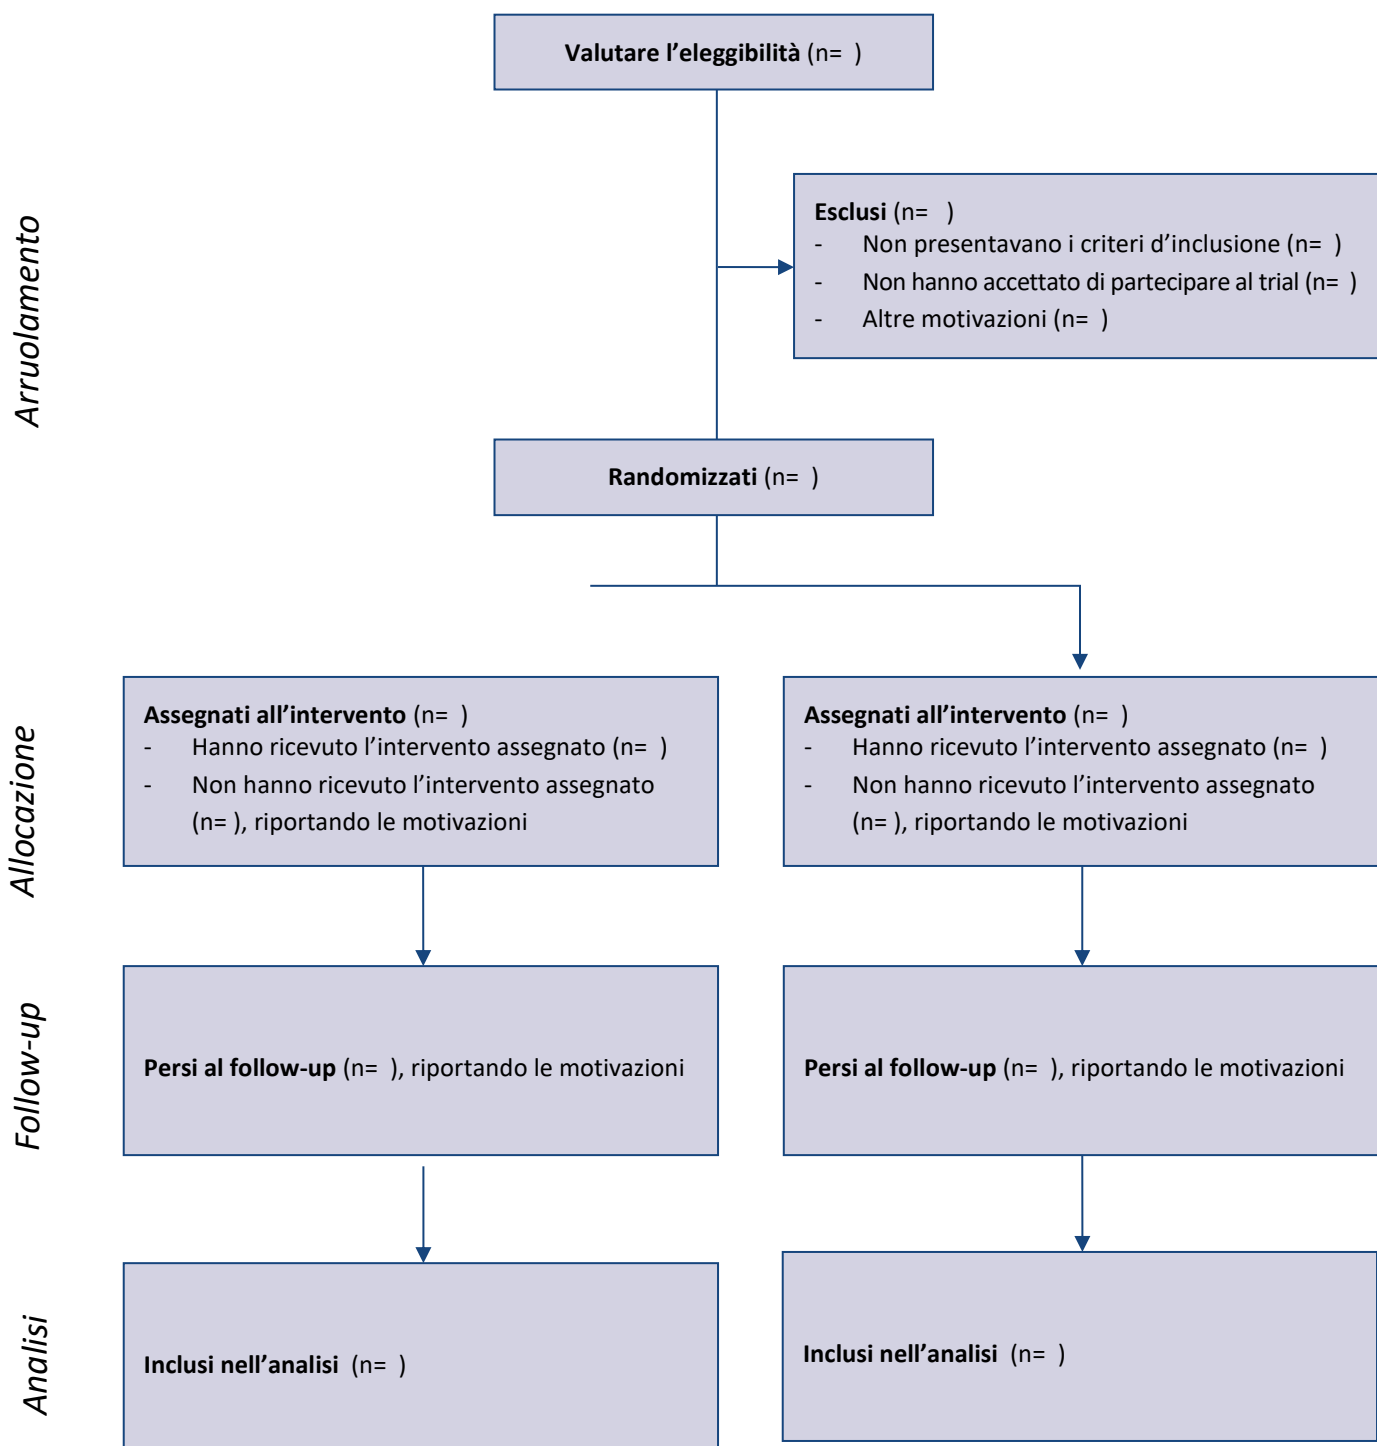 Valutare l’eleggibilità (n=  )
Arruolamento
Esclusi (n=   )
-    Non presentavano i criteri d’inclusione (n=  )
-    Non hanno accettato di partecipare al trial (n=  )
-    Altre motivazioni (n=  )
Randomizzati (n=  )
Allocazione
Assegnati all’intervento (n=  )
-    Hanno ricevuto l’intervento assegnato (n=  )
-    Non hanno ricevuto l’intervento assegnato
(n= ), riportando le motivazioni
Assegnati all’intervento (n=  )
-    Hanno ricevuto l’intervento assegnato (n=  )
-    Non hanno ricevuto l’intervento assegnato
(n= ), riportando le motivazioni
Follow-up
Persi al follow-up (n=  ), riportando le motivazioni
Persi al follow-up (n=  ), riportando le motivazioni
Analisi
Inclusi nell’analisi  (n=  )
Inclusi nell’analisi  (n=  )